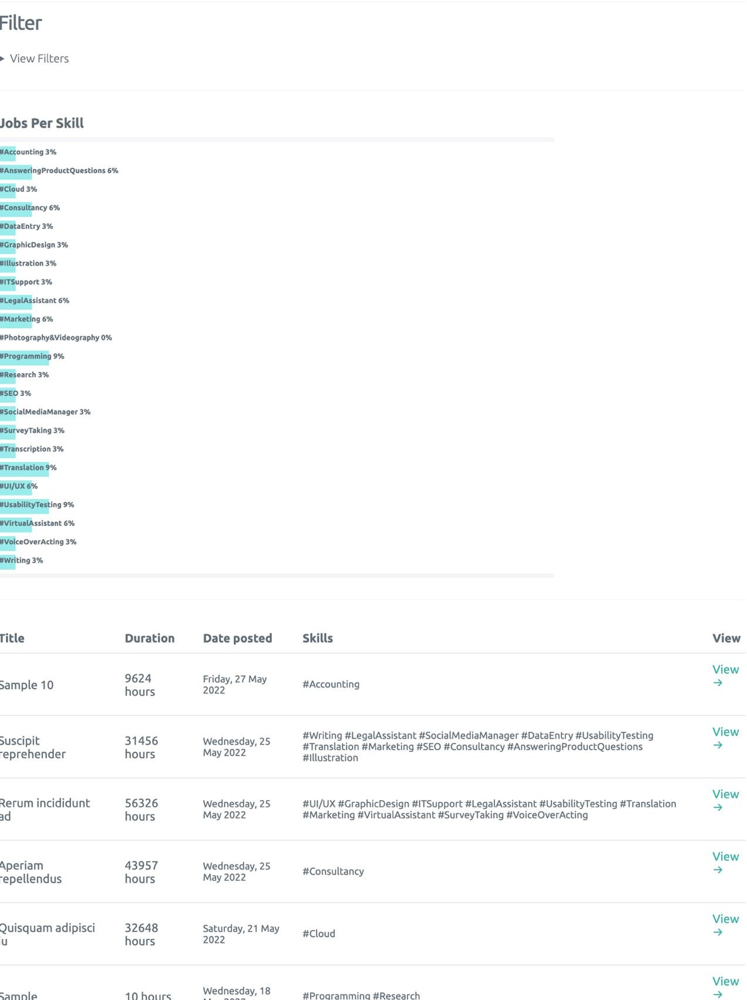 Filter
View Filters
Jobs Per Skill
#Accounting 3%
#AnsweringProductQuestions 6%
#Cloud 3%
#Consultancy 6%
#DataEntry 3%
#GraphicDesign 3%
#Illustration 3%
#ITSupport 3%
#LegalAssistant 6%
#Marketing 6%
#Photography&Videography 0%
#Programming 9%
#Research 3%
#SEO 3%
#SocialMediaManager 3%
#SurveyTaking 3%
#Transcription 3%
#Translation 9%
#UI/UX 6%
#UsabilityTesting 9%
#VirtualAssistant 6%
#VoiceOverActing 3%
#Writing 3%
Title Duration Date posted Skills View
Sample 10
9624
hours
Friday, 27 May
2022
#Accounting
View
→
Suscipit
reprehender
31456
hours
Wednesday, 25
May 2022
#Writing #LegalAssistant #SocialMediaManager #DataEntry #UsabilityTesting
#Translation #Marketing #SEO #Consultancy #AnsweringProductQuestions
#Illustration
View
→
Rerum incididunt
ad
56326
hours
Wednesday, 25
May 2022
#UI/UX #GraphicDesign #ITSupport #LegalAssistant #UsabilityTesting #Translation
#Marketing #VirtualAssistant #SurveyTaking #VoiceOverActing
View
→
Aperiam
repellendus
43957
hours
Wednesday, 25
May 2022
#Consultancy
View
→
Quisquam adipisci
iu
32648
hours
Saturday, 21 May
2022
#Cloud
View
→
Sample
10 hours
Wednesday, 18
May 2022
#Programming #Research
View
→